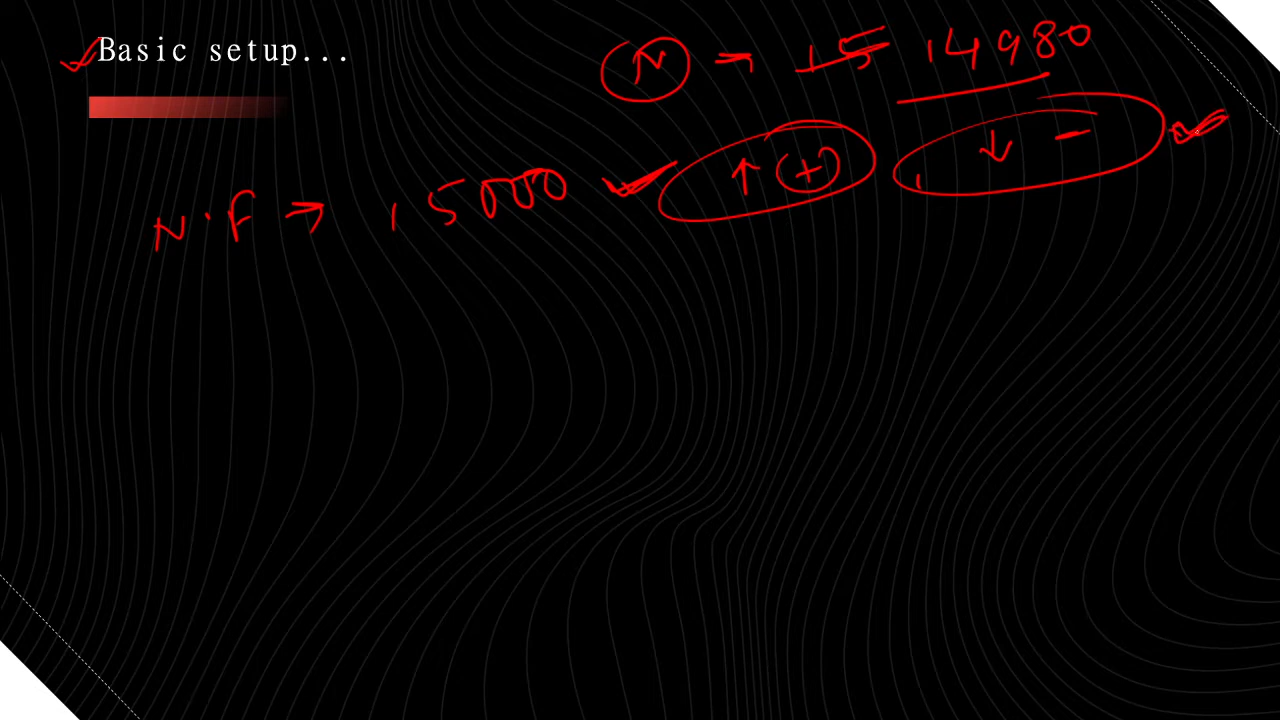 Basic setup...
N → 15 14980
↑ + ↓ -
N.F → 15000